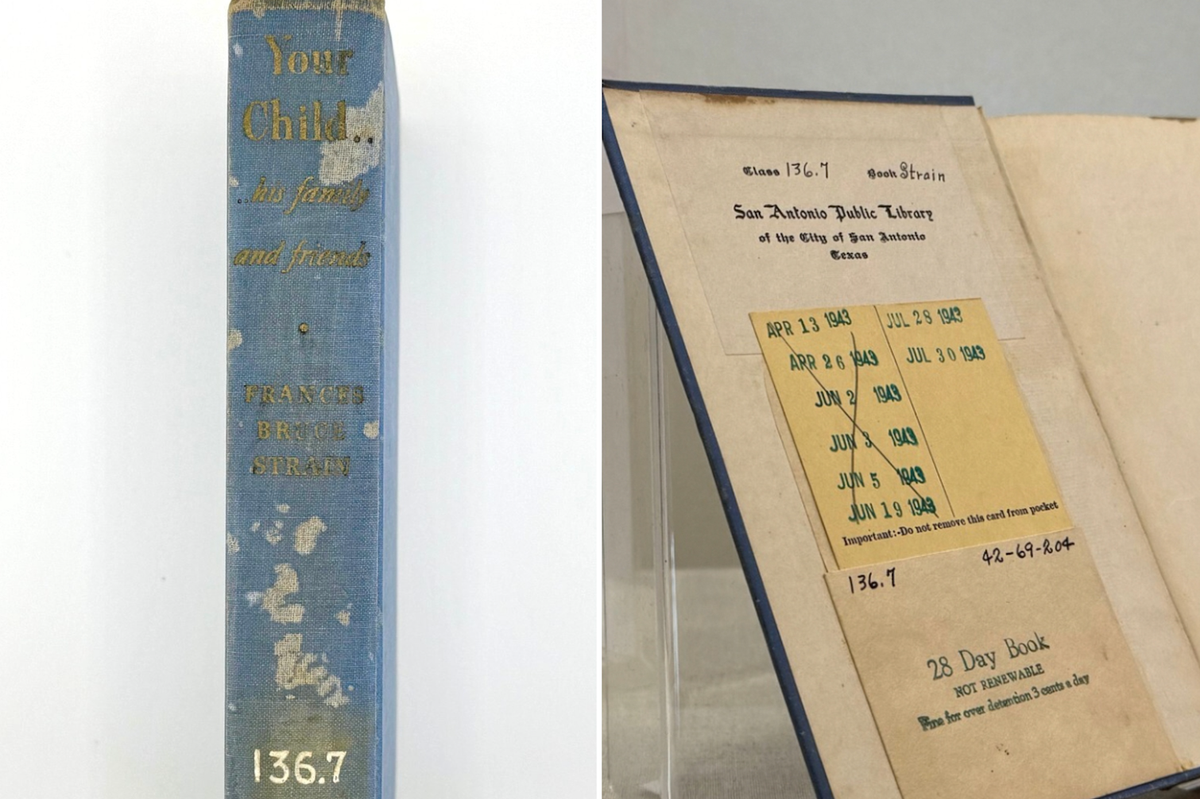 Your
Child..
..his family
and friends
FRANCES
BRUCE
STRAIN
136.7
Class 136.7 Book Strain
San Antonio Public Library
of the City of San Antonio
Texas
APR 13 1943 JUL 28 1943
APR 26 1943 JUL 30 1943
JUN 2 1943
JUN 3 1943
JUN 5 1943
JUN 19 1943
Important:-Do not remove this card from pocket
136.7 42-69-204
28 Day Book
NOT RENEWABLE
Fine for over detention 3 cents a day